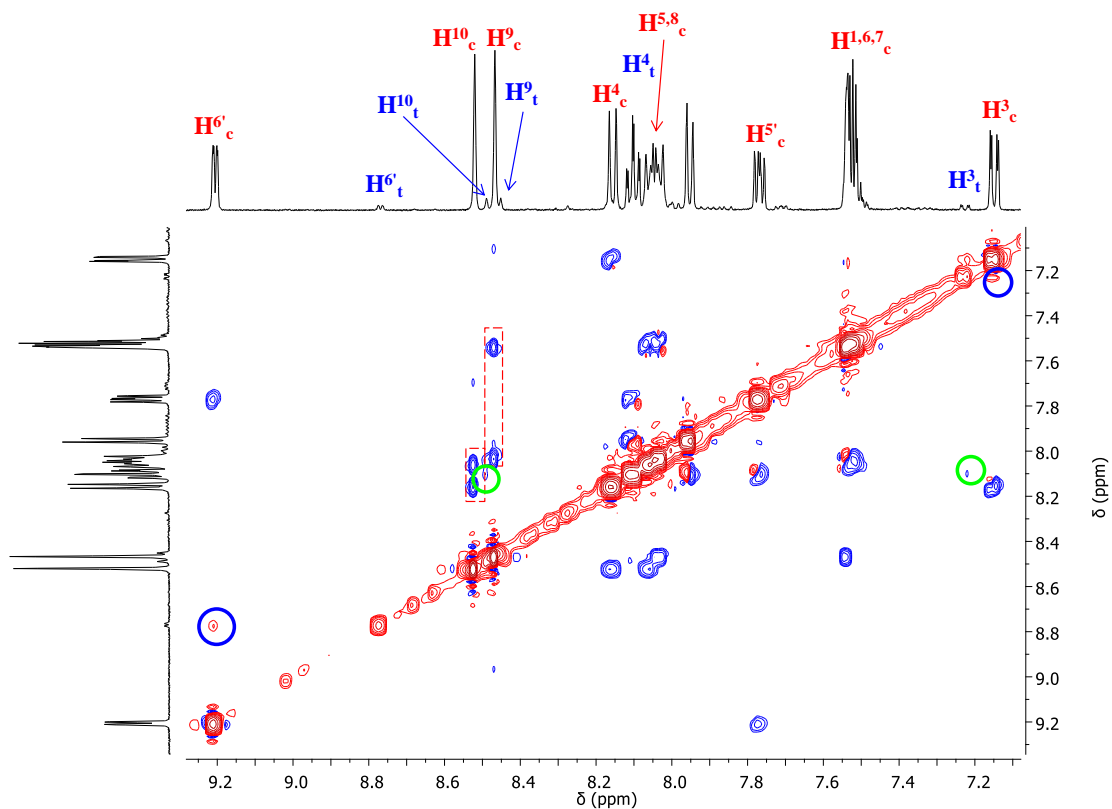 H⁵,⁸c
H¹⁰c H⁹c
H¹,⁶,⁷c
H⁴t
H⁹t
H⁴c
H³c
H¹⁰t
H⁶'c
H⁵'c
H⁶'t
H³t
7.2
7.4
7.6
7.8
8.0
8.2
8.4
8.6
8.8
9.0
9.2
δ (ppm)
9.2 9.0 8.8 8.6 8.4 8.2 8.0 7.8 7.6 7.4 7.2
δ (ppm)